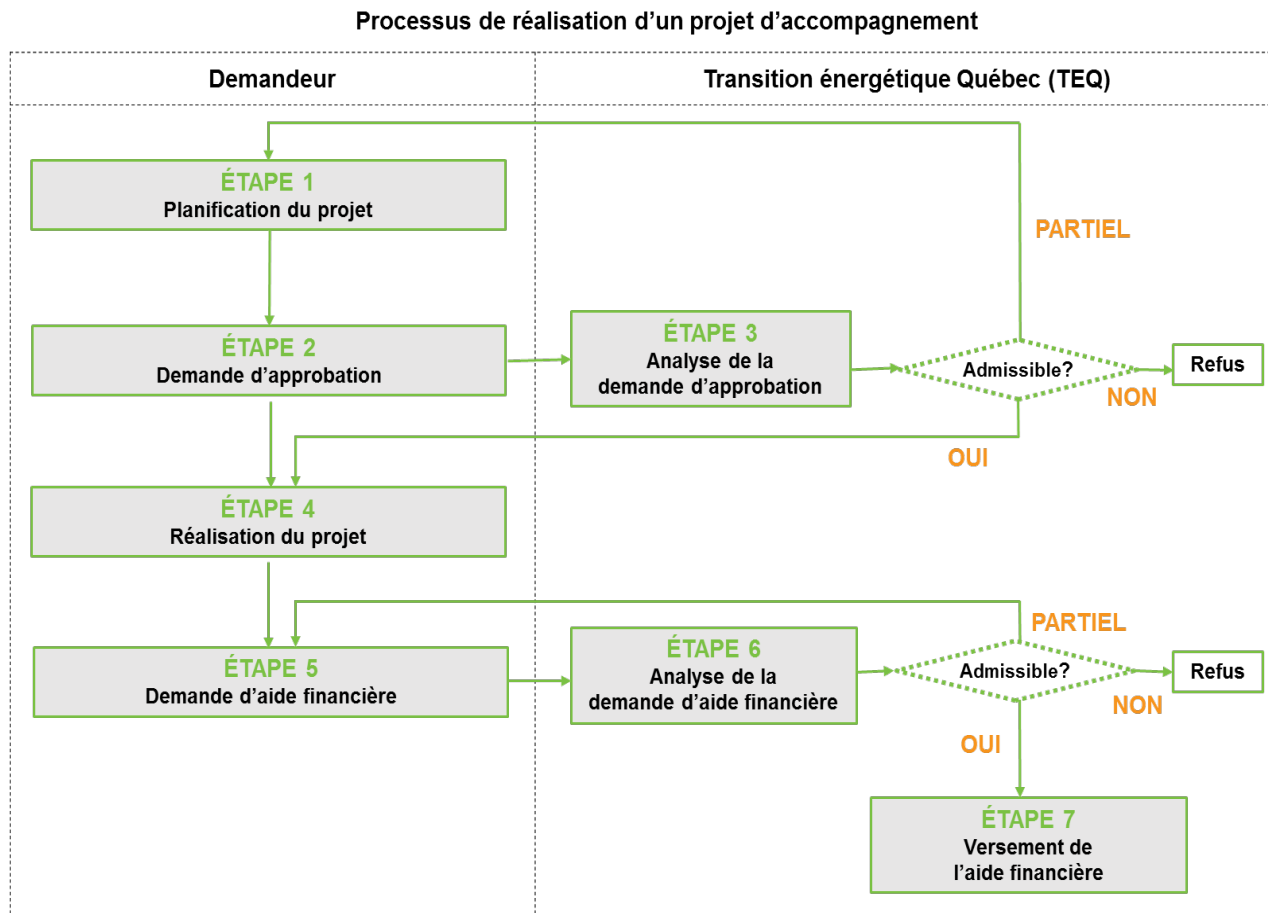 Processus de réalisation d'un projet d'accompagnement
Demandeur
Transition énergétique Québec (TEQ)
ÉTAPE 1
Planification du projet
PARTIEL
ÉTAPE 2
Demande d'approbation
ÉTAPE 3
Analyse de la
demande d'approbation
Admissible?
Refus
NON
OUI
ÉTAPE 4
Réalisation du projet
PARTIEL
ÉTAPE 5
Demande d'aide financière
ÉTAPE 6
Analyse de la
demande d'aide financière
Admissible?
Refus
NON
OUI
ÉTAPE 7
Versement de
l'aide financière